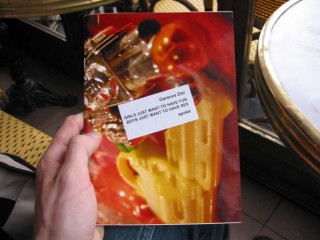 GIRLS JUST WANT TO HAVE FUN
BOYS JUST WANT TO HAVE SEX